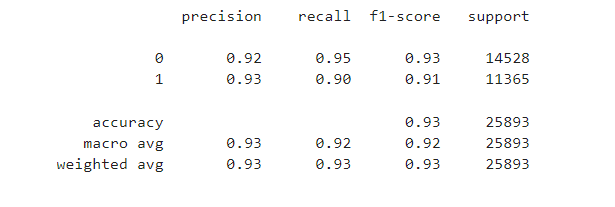 precision recall f1-score support
0 0.92 0.95 0.93 14528
1 0.93 0.90 0.91 11365
accuracy 0.93 25893
macro avg 0.93 0.92 0.92 25893
weighted avg 0.93 0.93 0.93 25893